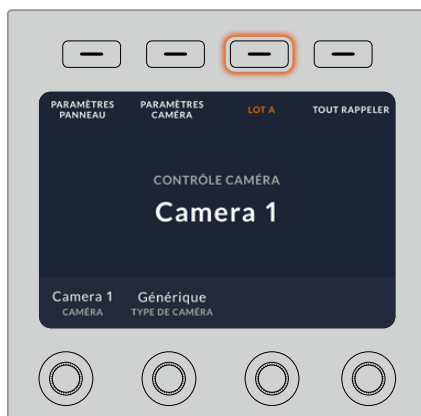 PARAMÈTRES PANNEAU
PARAMÈTRES CAMÉRA
LOT A
TOUT RAPPELER
CONTRÔLE CAMÉRA
Camera 1
Camera 1
CAMÉRA
Générique
TYPE DE CAMÉRA